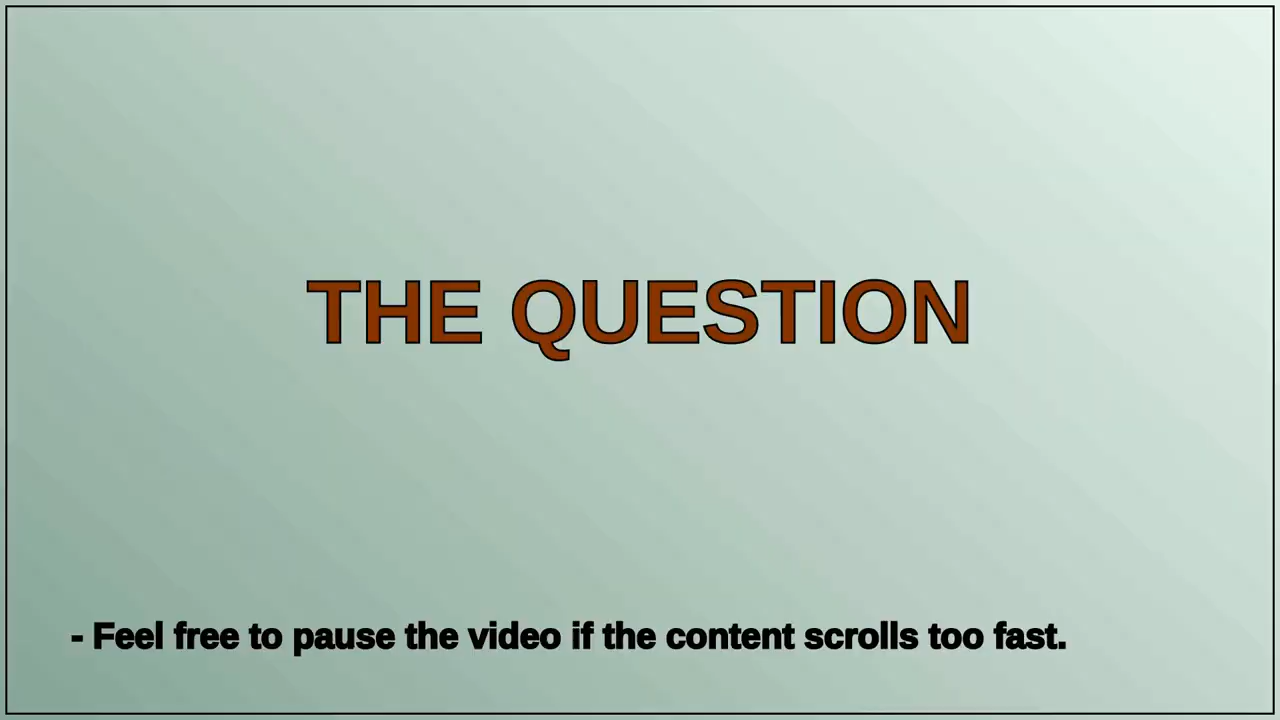 THE QUESTION
- Feel free to pause the video if the content scrolls too fast.